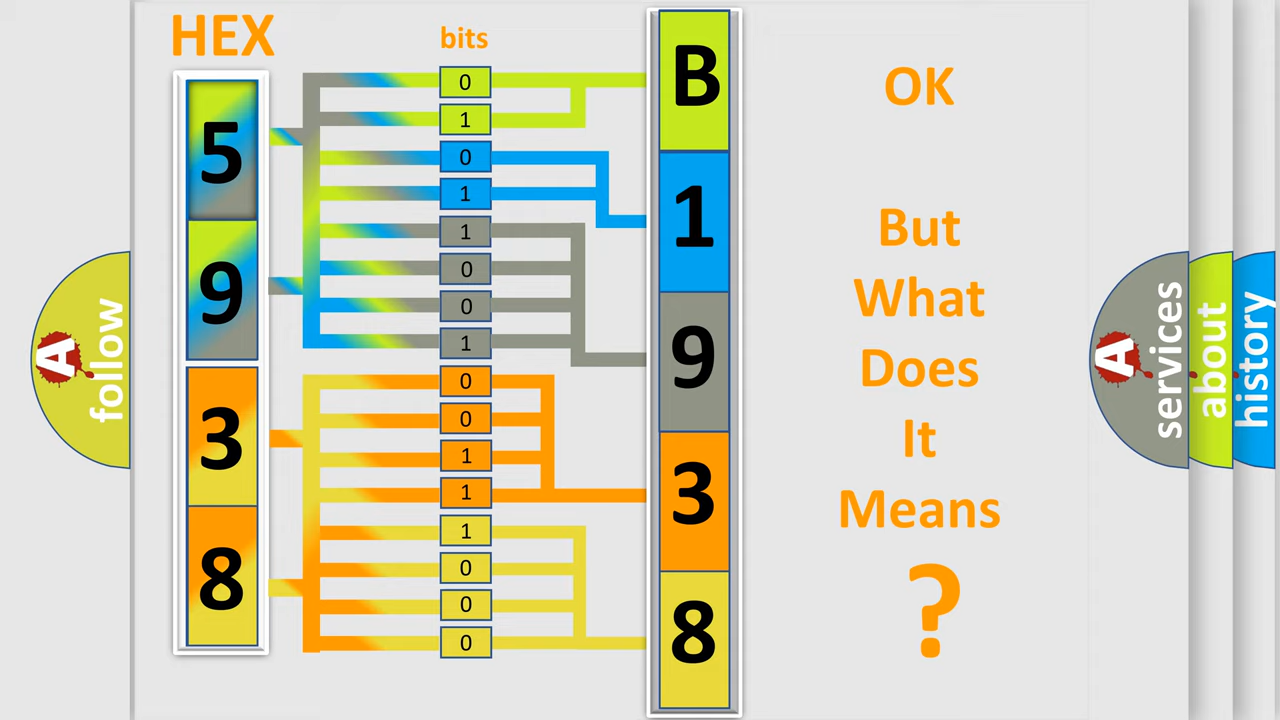 HEX
bits
5
9
3
8
0
1
0
1
1
0
0
1
0
0
1
1
1
0
0
0
B
1
9
3
8
OK
But
What
Does
It
Means
?
A
follow
A
services
about
history